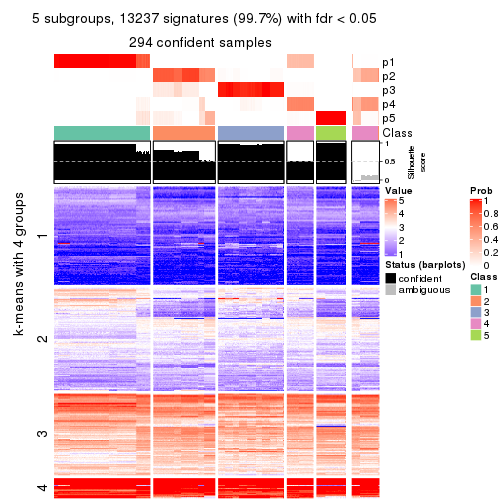 5 subgroups, 13237 signatures (99.7%) with fdr < 0.05
294 confident samples
p1
p2
p3
p4
p5
Class
1
0.5
0
Silhouette
score
k-means with 4 groups
1
2
3
4
Value
5
4
3
2
1
Status (barplots)
confident
ambiguous
Prob
1
0.8
0.6
0.4
0.2
0
Class
1
2
3
4
5